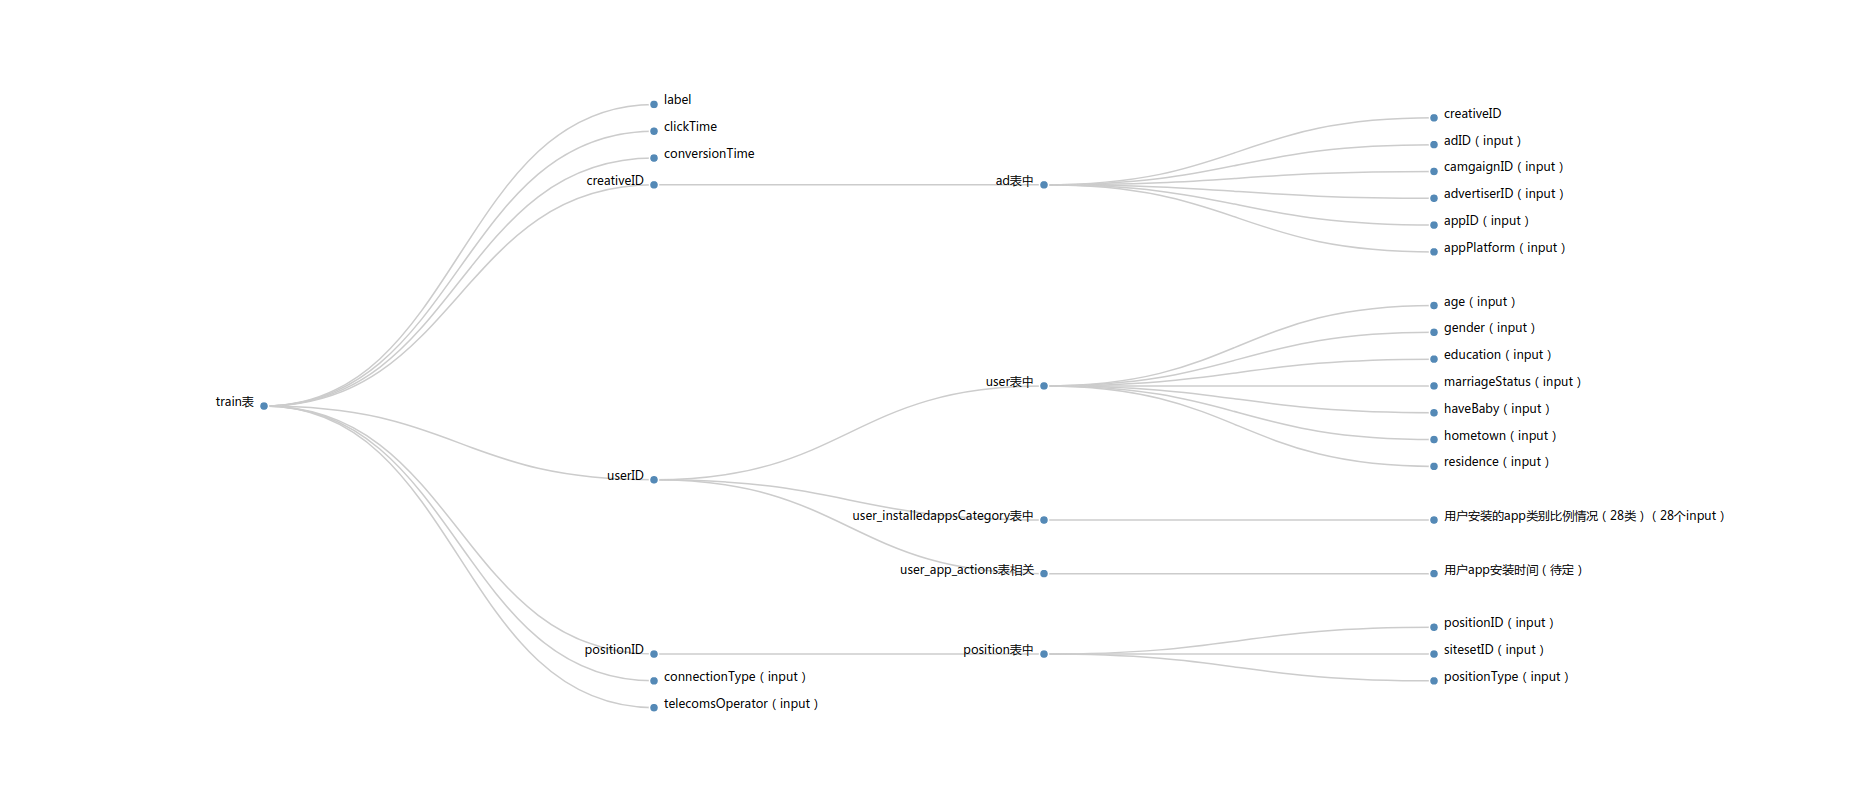 train表
label
clickTime
conversionTime
creativeID
ad表中
creativeID
adID（input）
camgaignID（input）
advertiserID（input）
appID（input）
appPlatform（input）
userID
user表中
age（input）
gender（input）
education（input）
marriageStatus（input）
haveBaby（input）
hometown（input）
residence（input）
user_installedappsCategory表中
用户安装的app类别比例情况（28类）（28个input）
user_app_actions表相关
用户app安装时间（待定）
positionID
position表中
positionID（input）
sitesetID（input）
positionType（input）
connectionType（input）
telecomsOperator（input）